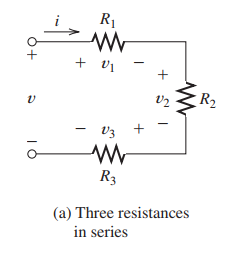 i R₁
+ + v₁ − +
v v₂ R₂
− − v₃ + −
R₃
(a) Three resistances
in series